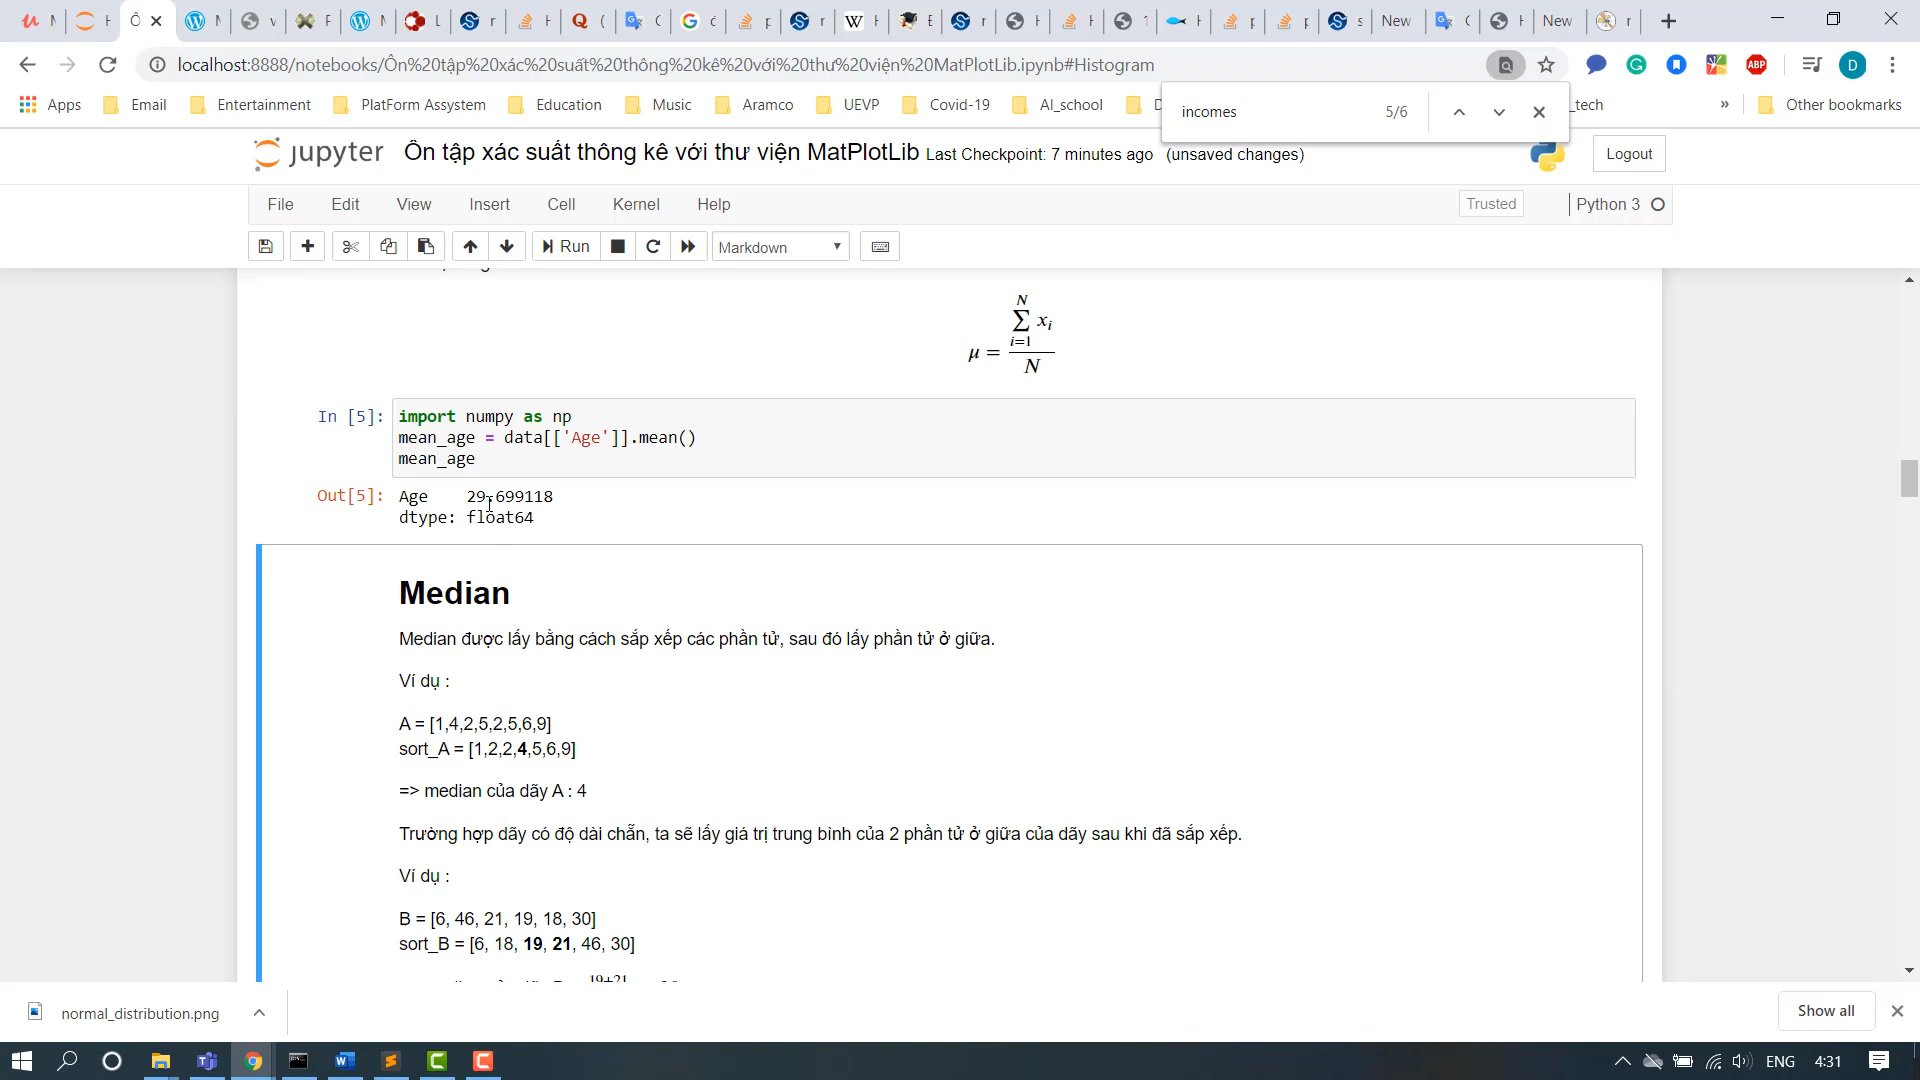 incomes 5/6
localhost:8888/notebooks/Ôn%20tập%20xác%20suất%20thông%20kê%20với%20thư%20viện%20MatPlotLib.ipynb#Histogram
Apps Email Entertainment PlatForm Assystem Education Music Aramco UEVP Covid-19 AI_school _tech » Other bookmarks
jupyter Ôn tập xác suất thông kê với thư viện MatPlotLib Last Checkpoint: 7 minutes ago (unsaved changes) Logout
File Edit View Insert Cell Kernel Help Trusted Python 3
Run Markdown
μ = N ∑ i=1 xᵢ / N
In [5]: import numpy as np
mean_age = data[['Age']].mean()
mean_age
Out[5]: Age 29.699118
dtype: float64
Median
Median được lấy bằng cách sắp xếp các phần tử, sau đó lấy phần tử ở giữa.
Ví dụ :
A = [1,4,2,5,2,5,6,9]
sort_A = [1,2,2,4,5,6,9]
=> median của dãy A : 4
Trường hợp dãy có độ dài chẵn, ta sẽ lấy giá trị trung bình của 2 phần tử ở giữa của dãy sau khi đã sắp xếp.
Ví dụ :
B = [6, 46, 21, 19, 18, 30]
sort_B = [6, 18, 19, 21, 46, 30]
19+21
normal_distribution.png Show all
ENG 4:31